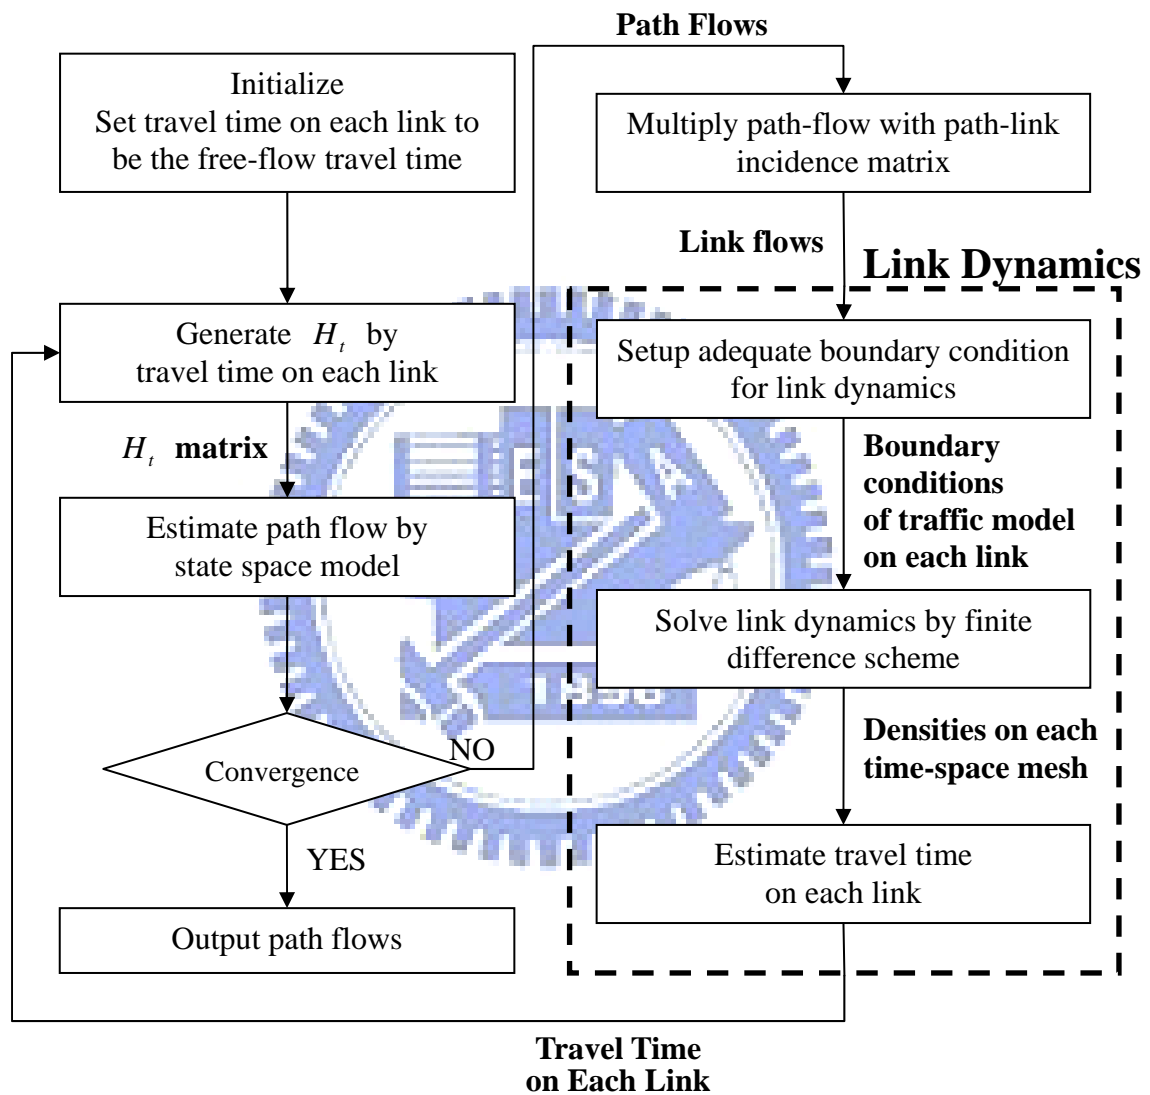 Path Flows
Initialize
Set travel time on each link to
be the free-flow travel time
Multiply path-flow with path-link
incidence matrix
Link flows
Link Dynamics
Generate H_t by
travel time on each link
Setup adequate boundary condition
for link dynamics
H_t matrix
Boundary
conditions
of traffic model
on each link
Estimate path flow by
state space model
Solve link dynamics by finite
difference scheme
Densities on each
time-space mesh
NO
Convergence
YES
Estimate travel time
on each link
Output path flows
Travel Time
on Each Link
E S A